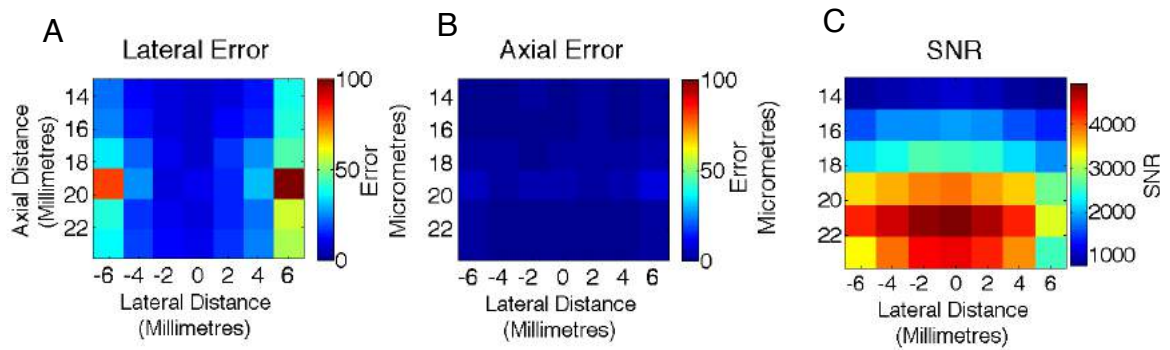 A
Lateral Error
Axial Distance
(Millimetres)
14
16
18
20
22
-6 -4 -2 0 2 4 6
Lateral Distance
(Millimetres)
100
50
0
Error
Micrometres
B
Axial Error
14
16
18
20
22
-6 -4 -2 0 2 4 6
Lateral Distance
(Millimetres)
100
50
0
Error
Micrometres
C
SNR
14
16
18
20
22
-6 -4 -2 0 2 4 6
Lateral Distance
(Millimetres)
4000
3000
2000
1000
SNR